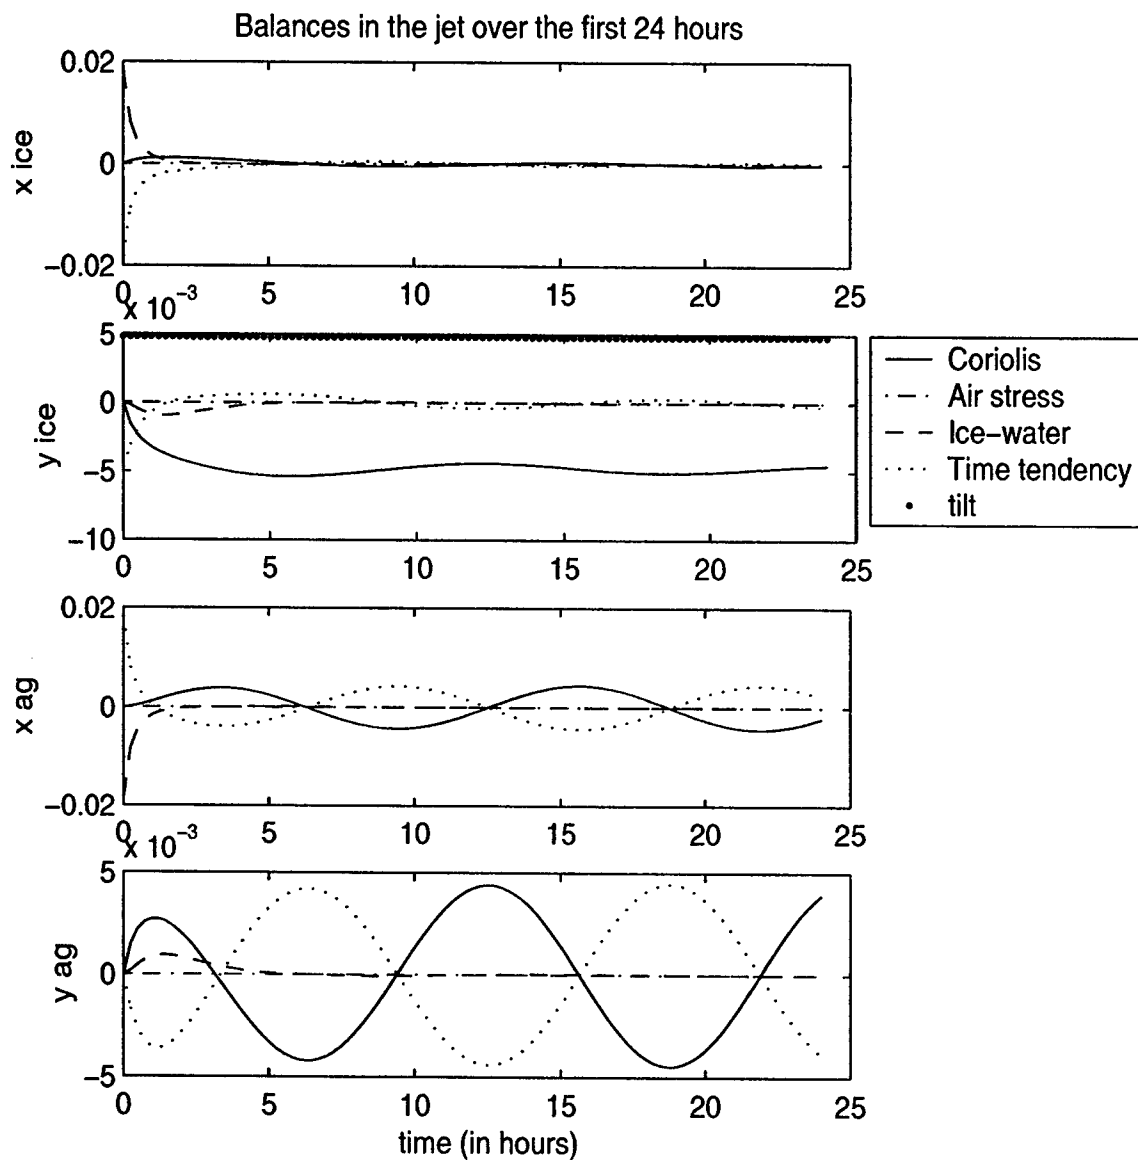 Balances in the jet over the first 24 hours
0.02
0
−0.02
x ice
0 5 10 15 20 25
x 10⁻³
5
0
−5
−10
y ice
0 5 10 15 20 25
Coriolis
Air stress
Ice−water
Time tendency
tilt
0.02
0
−0.02
x ag
0 5 10 15 20 25
x 10⁻³
5
0
−5
y ag
0 5 10 15 20 25
time (in hours)